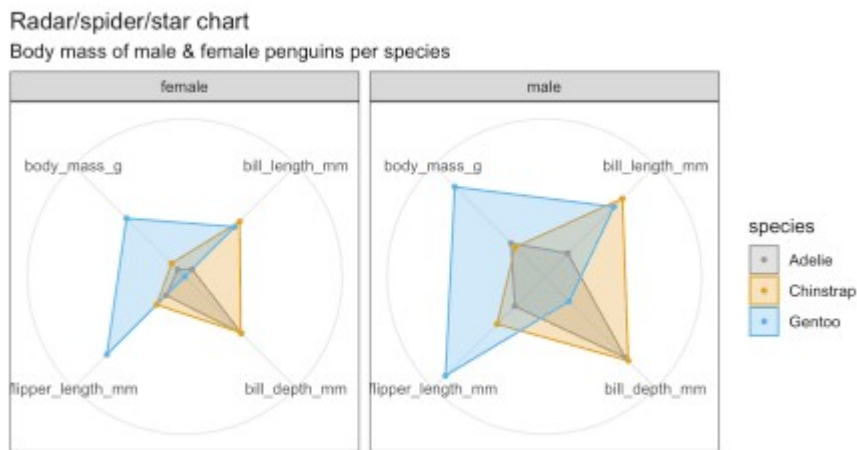 Radar/spider/star chart
Body mass of male & female penguins per species
female
male
body_mass_g
bill_length_mm
body_mass_g
bill_length_mm
species
Adelie
Chinstrap
Gentoo
flipper_length_mm
bill_depth_mm
flipper_length_mm
bill_depth_mm